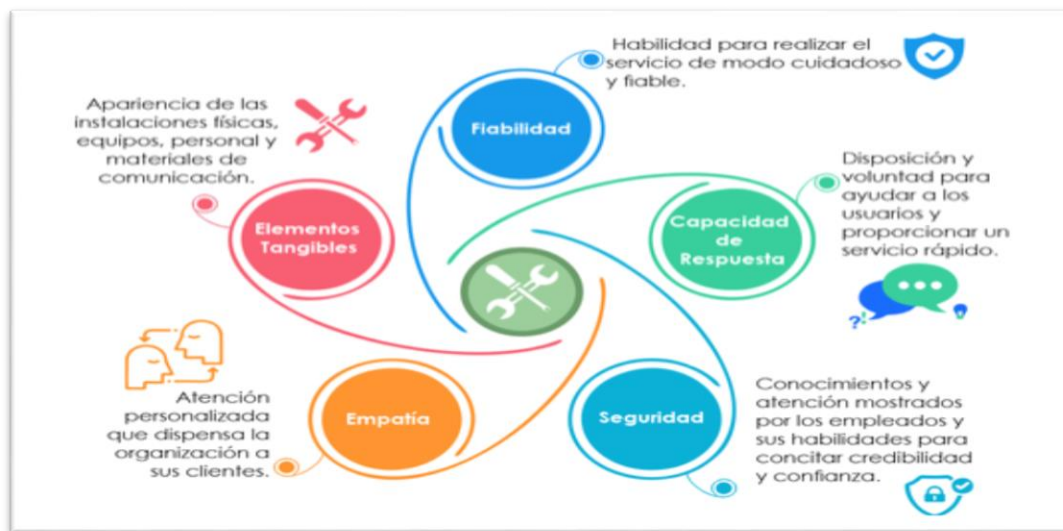 Habilidad para realizar el
servicio de modo cuidadoso
y fiable.
Fiabilidad
Apariencia de las
instalaciones físicas,
equipos, personal y
materiales de
comunicación.
Elementos
Tangibles
Disposición y
voluntad para
ayudar a los
usuarios y
proporcionar un
servicio rápido.
Capacidad
de
Respuesta
?!
Atención
personalizada
que dispensa la
organización a
sus clientes.
Empatía
Seguridad
Conocimientos y
atención mostrados
por los empleados y
sus habilidades para
concitar credibilidad
y confianza.